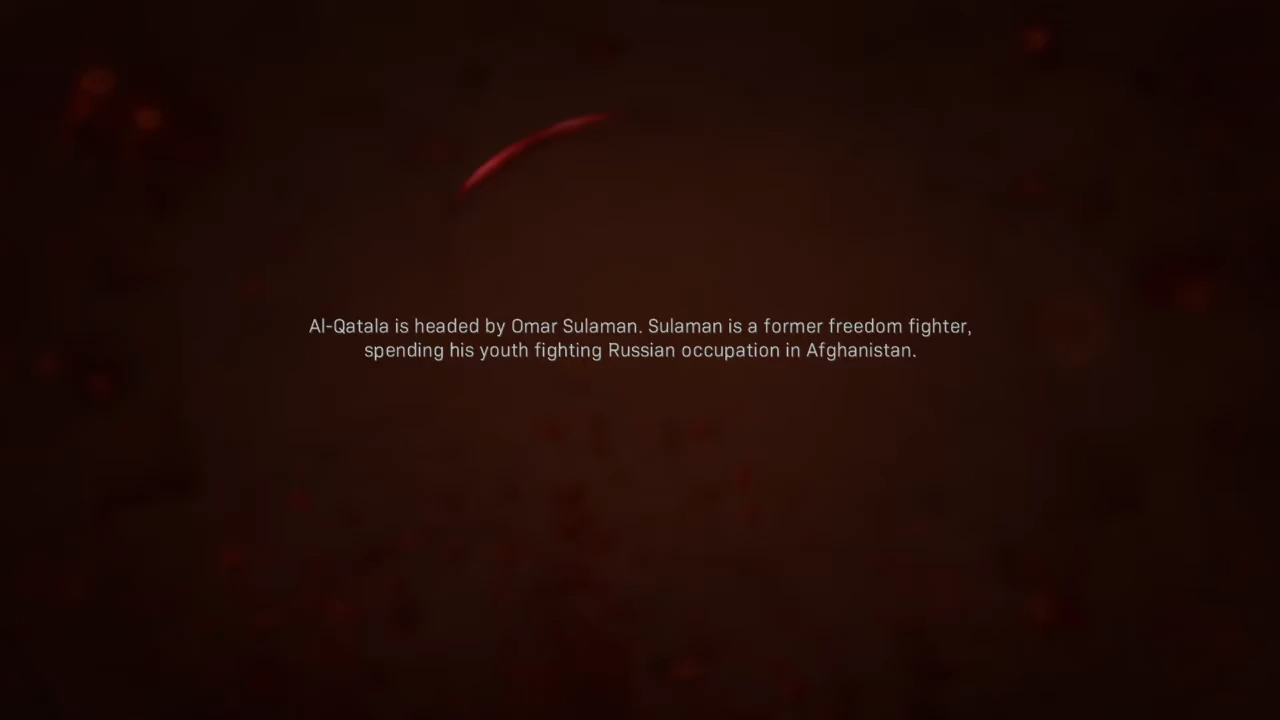 Al-Qatala is headed by Omar Sulaman. Sulaman is a former freedom fighter,
spending his youth fighting Russian occupation in Afghanistan.